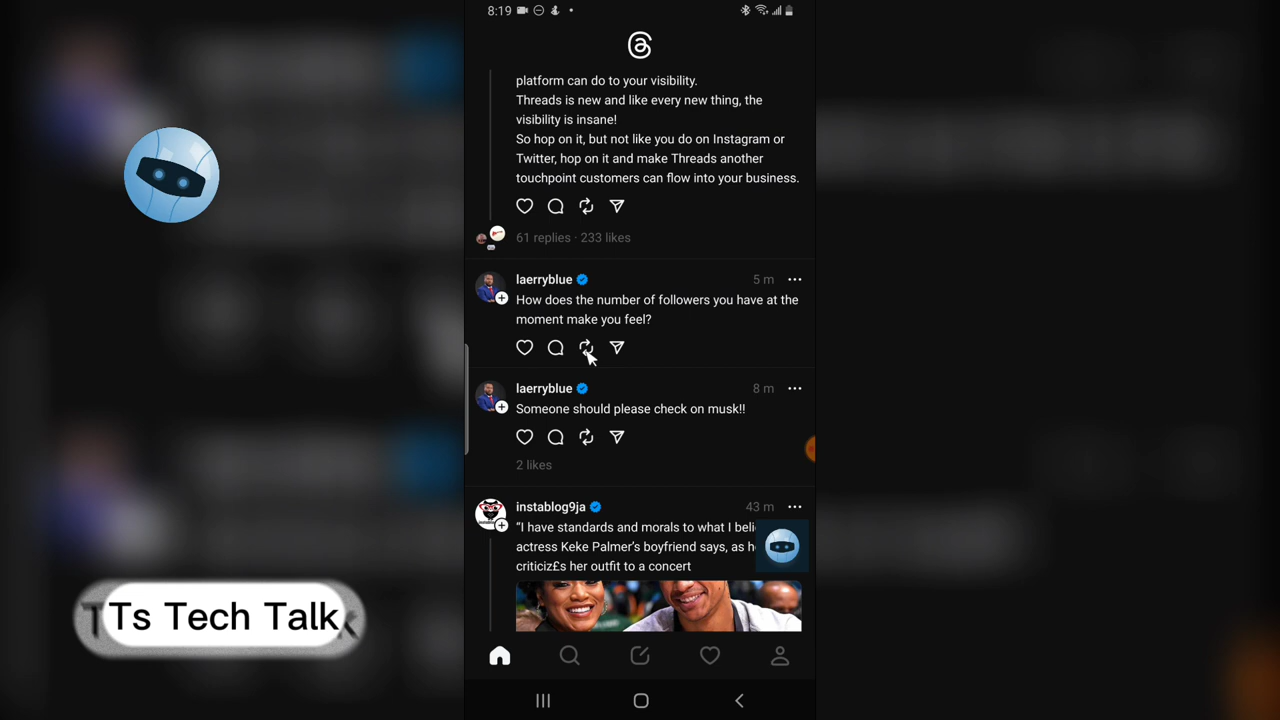 8:19
platform can do to your visibility.
Threads is new and like every new thing, the
visibility is insane!
So hop on it, but not like you do on Instagram or
Twitter, hop on it and make Threads another
touchpoint customers can flow into your business.
61 replies · 233 likes
laerryblue 5 m
How does the number of followers you have at the
moment make you feel?
laerryblue 8 m
Someone should please check on musk!!
2 likes
instablog9ja 43 m
“I have standards and morals to what I beli
actress Keke Palmer’s boyfriend says, as h
criticiz£s her outfit to a concert
Ts Tech Talk